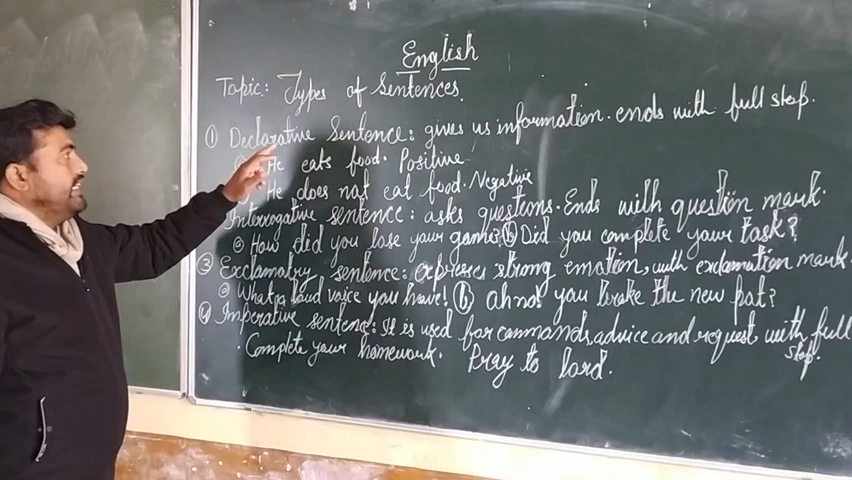 English
Topic: Types of Sentences.
① Declarative Sentence: gives us information. ends with full stop.
He eats food. Positive
He does not eat food. Negative
Interrogative sentence: asks questions. Ends with question mark.
ⓐ How did you lose your game? ⓑ Did you complete your task?
③ Exclamatry sentence: expresses strong emotion, with exclamation mark.
ⓐ What a loud voice you have! ⓑ ah no! you broke the new pot?
④ Imperative sentence: It is used for commands, advice and request with full
stop.
. Complete your homework. Pray to lord.